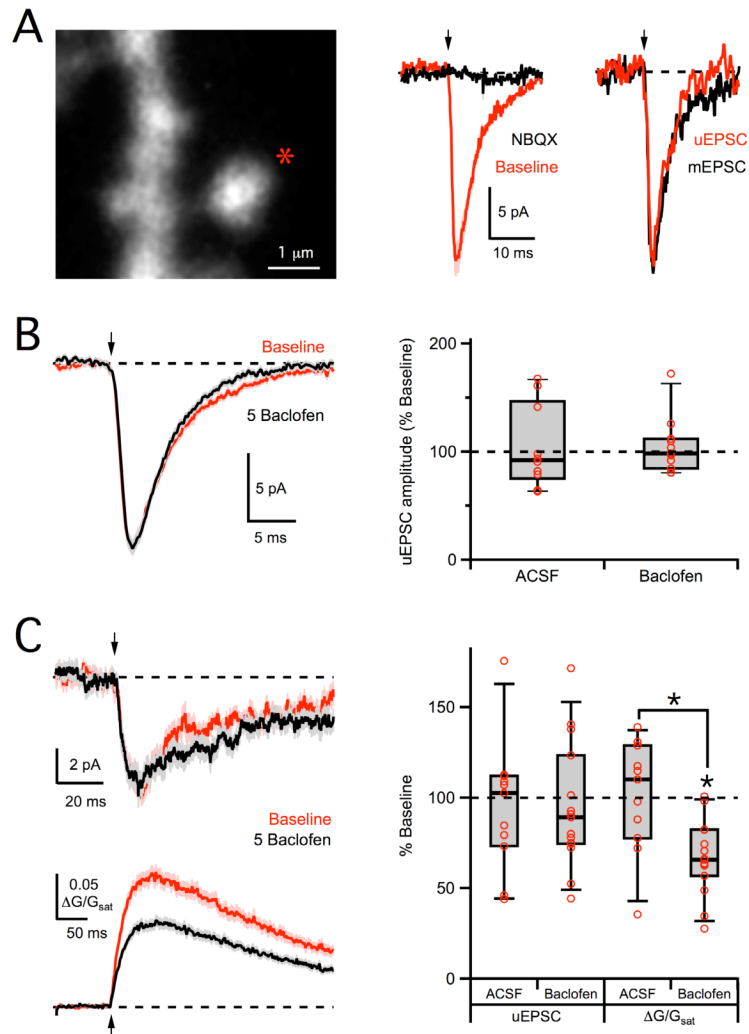 A
*
1 μm
NBQX
Baseline
5 pA
10 ms
uEPSC
mEPSC
B
Baseline
5 Baclofen
5 pA
5 ms
uEPSC amplitude (% Baseline)
200
100
0
ACSF
Baclofen
C
2 pA
20 ms
Baseline
5 Baclofen
0.05
ΔG/Gsat
50 ms
% Baseline
150
100
50
0
*
*
ACSF
Baclofen
ACSF
Baclofen
uEPSC
ΔG/Gsat